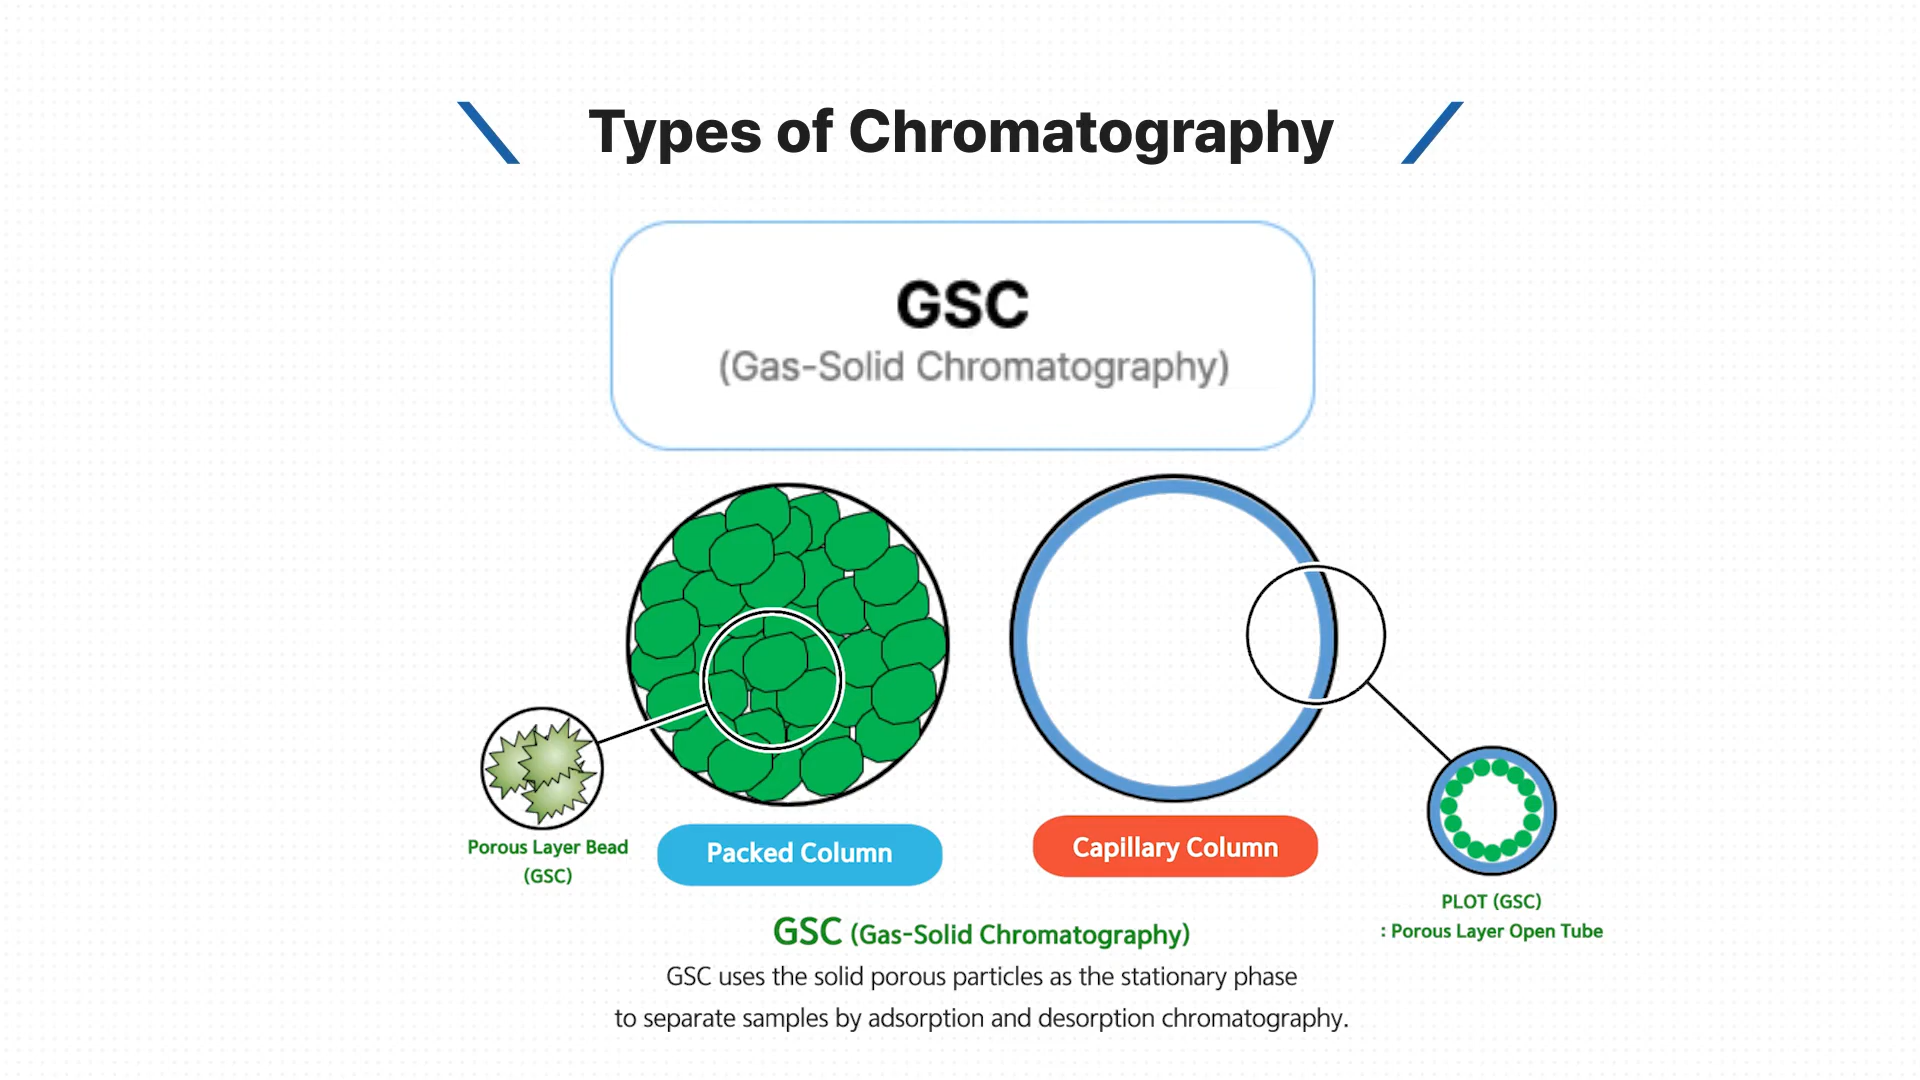 Types of Chromatography
GSC
(Gas-Solid Chromatography)
Porous Layer Bead
(GSC)
Packed Column
Capillary Column
PLOT (GSC)
: Porous Layer Open Tube
GSC (Gas-Solid Chromatography)
GSC uses the solid porous particles as the stationary phase
to separate samples by adsorption and desorption chromatography.